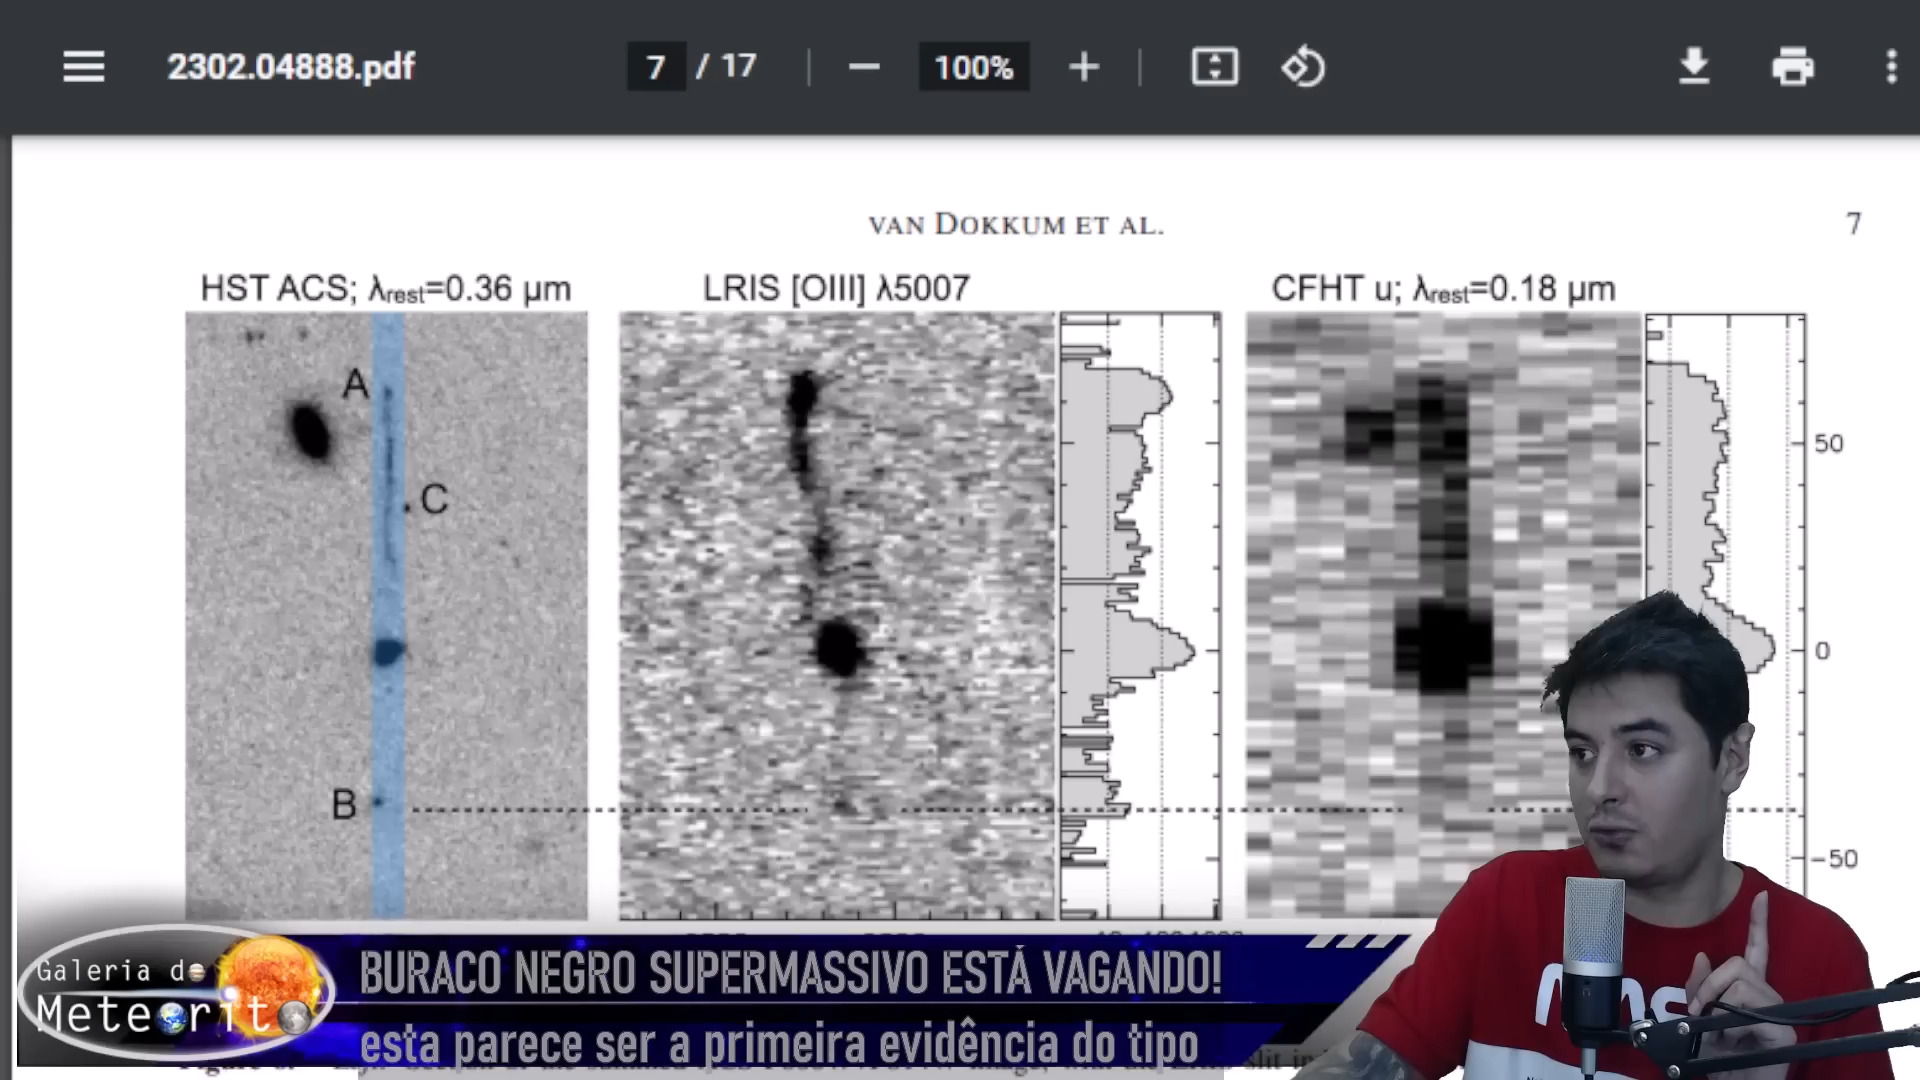 2302.04888.pdf
7 / 17
100%
VAN DOKKUM ET AL.
7
HST ACS; λrest=0.36 μm
LRIS [OIII] λ5007
CFHT u; λrest=0.18 μm
A
C
B
50
0
−50
Galeria do
Meteorito
BURACO NEGRO SUPERMASSIVO ESTÁ VAGANDO!
esta parece ser a primeira evidência do tipo